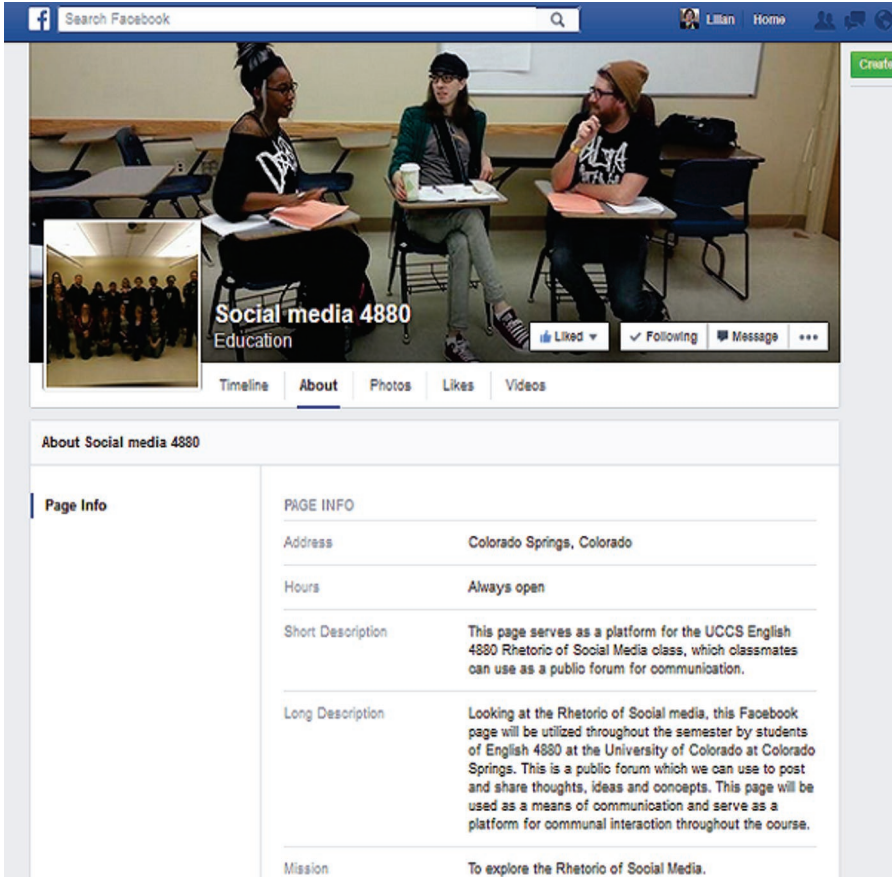 f
Search Facebook
Lilian Home
Create
Social media 4880
Education
Liked
Following
Message
Timeline About Photos Likes Videos
About Social media 4880
Page Info
PAGE INFO
Address
Colorado Springs, Colorado
Hours
Always open
Short Description
This page serves as a platform for the UCCS English
4880 Rhetoric of Social Media class, which classmates
can use as a public forum for communication.
Long Description
Looking at the Rhetoric of Social media, this Facebook
page will be utilized throughout the semester by students
of English 4880 at the University of Colorado at Colorado
Springs. This is a public forum which we can use to post
and share thoughts, ideas and concepts. This page will be
used as a means of communication and serve as a
platform for communal interaction throughout the course.
Mission
To explore the Rhetoric of Social Media.